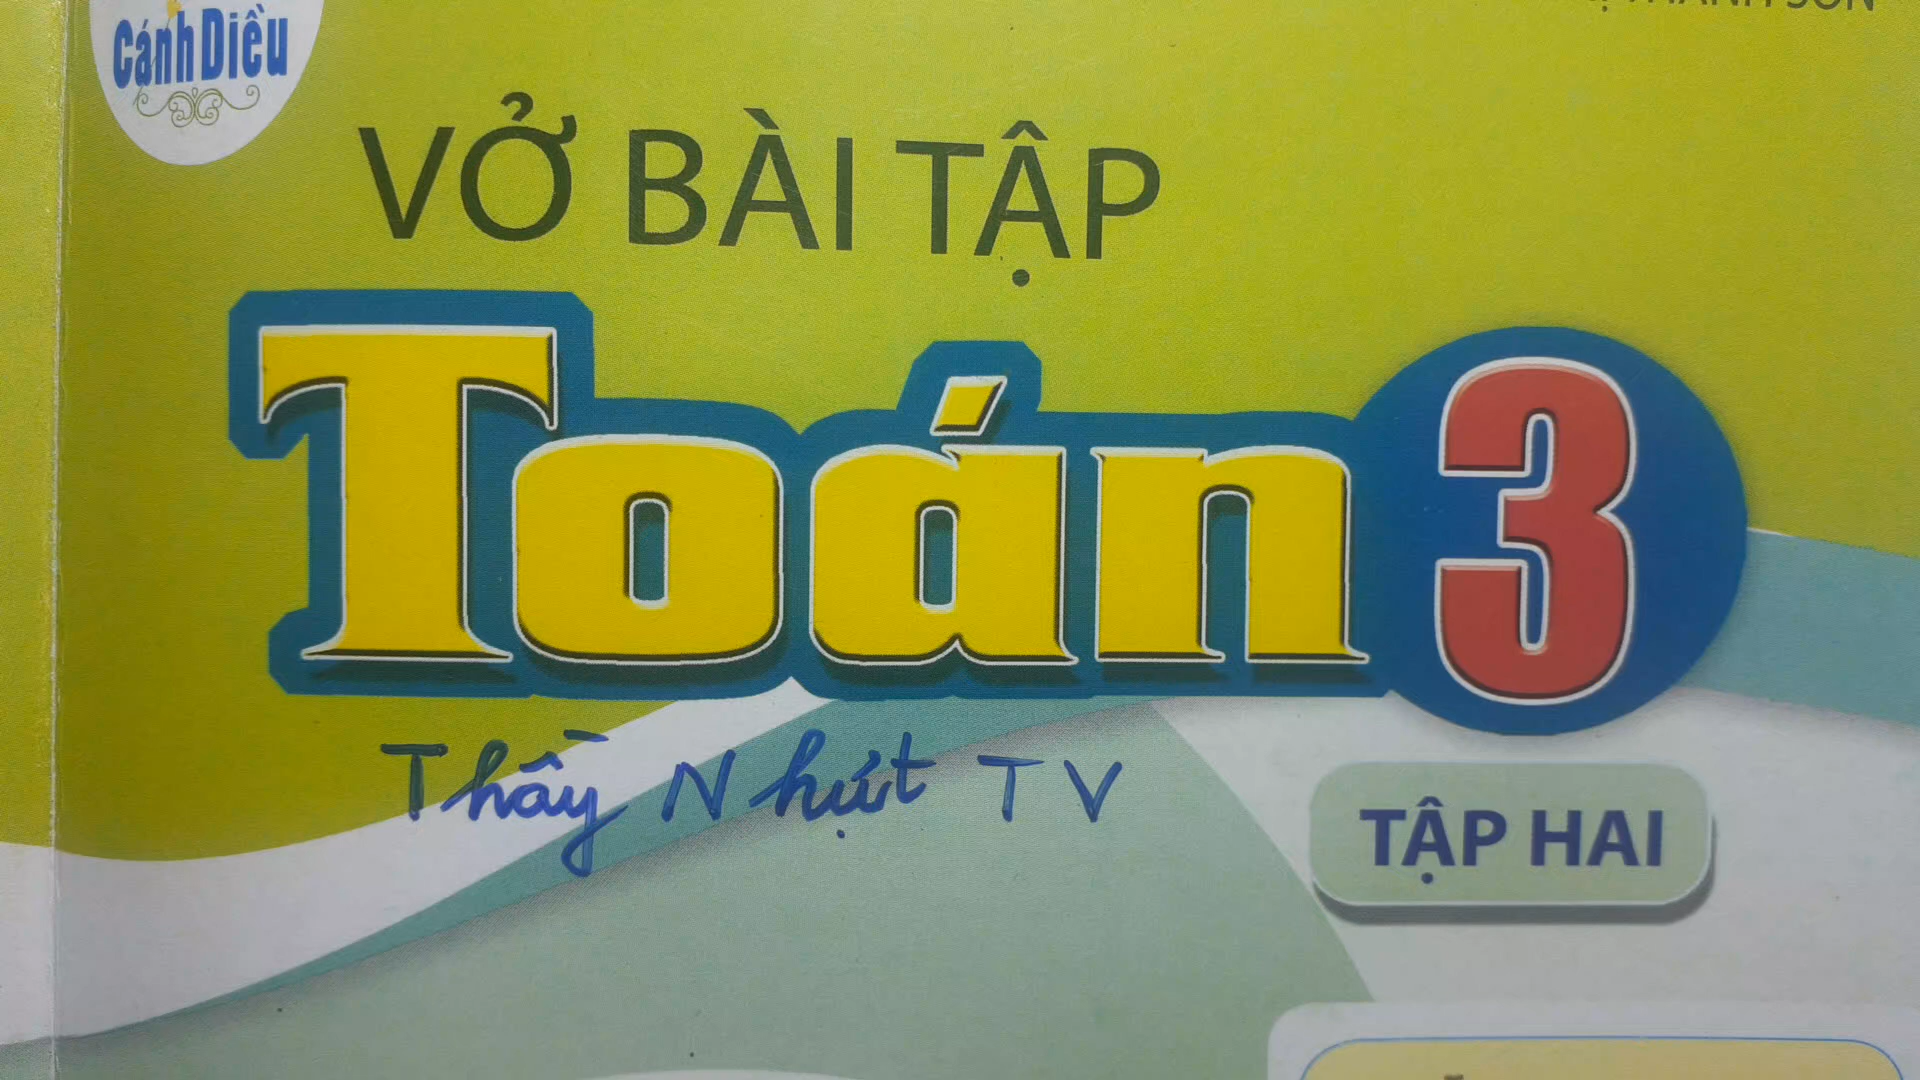 Cánh Diều
VỞ BÀI TẬP
Toán 3
Thầy Nhựt TV
TẬP HAI